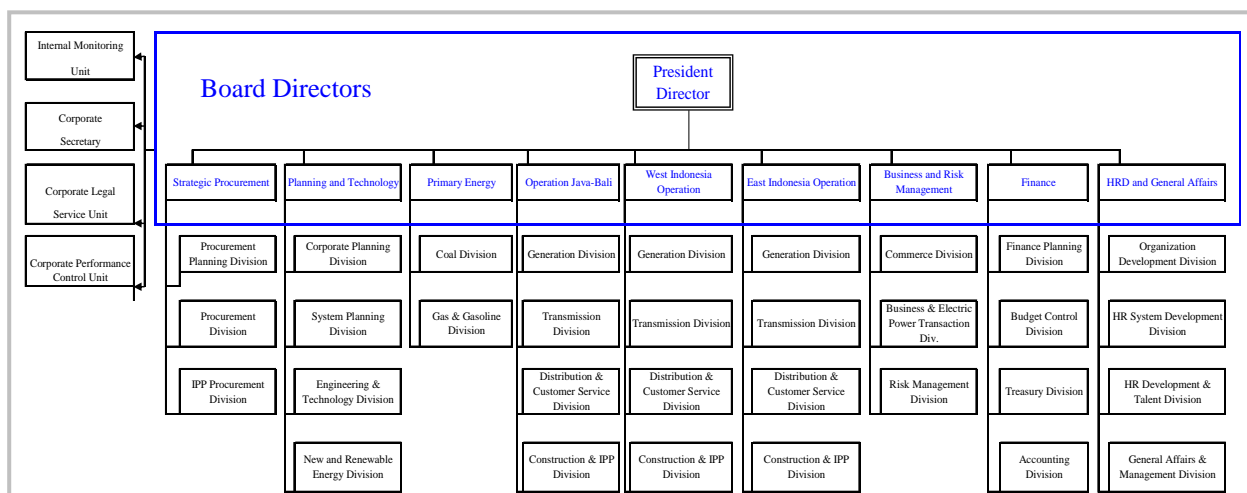 Internal Monitoring
Unit
Corporate
Secretary
Corporate Legal
Service Unit
Corporate Performance
Control Unit
Board Directors
President
Director
Strategic Procurement
Planning and Technology
Primary Energy
Operation Java-Bali
West Indonesia
Operation
East Indonesia Operation
Business and Risk
Management
Finance
HRD and General Affairs
Procurement
Planning Division
Corporate Planning
Division
Coal Division
Generation Division
Generation Division
Generation Division
Commerce Division
Finance Planning
Division
Organization
Development Division
Procurement
Division
System Planning
Division
Gas & Gasoline
Division
Transmission
Division
Transmission Division
Transmission Division
Business & Electric
Power Transaction
Div.
Budget Control
Division
HR System Development
Division
IPP Procurement
Division
Engineering &
Technology Division
Distribution &
Customer Service
Division
Distribution &
Customer Service
Division
Distribution &
Customer Service
Division
Risk Management
Division
Treasury Division
HR Development &
Talent Division
New and Renewable
Energy Division
Construction & IPP
Division
Construction & IPP
Division
Construction & IPP
Division
Accounting
Division
General Affairs &
Management Division